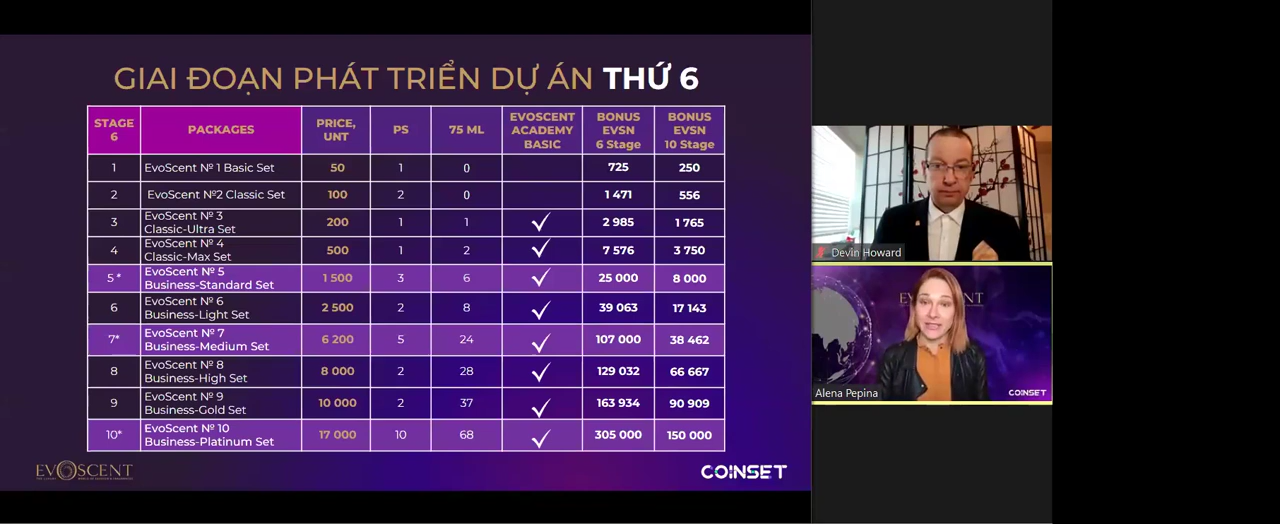 GIAI ĐOẠN PHÁT TRIỂN DỰ ÁN THỨ 6
STAGE 6 PACKAGES PRICE, UNT PS 75 ML EVOSCENT ACADEMY BASIC BONUS EVSN 6 Stage BONUS EVSN 10 Stage
1 EvoScent № 1 Basic Set 50 1 0 725 250
2 EvoScent №2 Classic Set 100 2 0 1 471 556
3 EvoScent № 3 Classic-Ultra Set 200 1 1 ✓ 2 985 1 765
4 EvoScent № 4 Classic-Max Set 500 1 2 ✓ 7 576 3 750
5 * EvoScent № 5 Business-Standard Set 1 500 3 6 ✓ 25 000 8 000
6 EvoScent № 6 Business-Light Set 2 500 2 8 ✓ 39 063 17 143
7* EvoScent № 7 Business-Medium Set 6 200 5 24 ✓ 107 000 38 462
8 EvoScent № 8 Business-High Set 8 000 2 28 ✓ 129 032 66 667
9 EvoScent № 9 Business-Gold Set 10 000 2 37 ✓ 163 934 90 909
10* EvoScent № 10 Business-Platinum Set 17 000 10 68 ✓ 305 000 150 000
EVOSCENT
COINSET
Devin Howard
EVOSCENT
Alena Pepina
COINSET